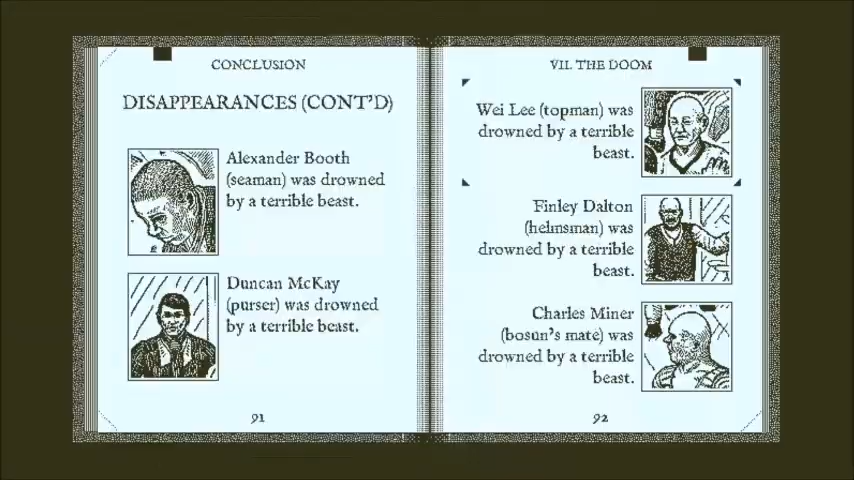 CONCLUSION
DISAPPEARANCES (CONT'D)
Alexander Booth
(seaman) was drowned
by a terrible beast.
Duncan McKay
(purser) was drowned
by a terrible beast.
91
VII. THE DOOM
Wei Lee (topman) was
drowned by a terrible
beast.
Finley Dalton
(helmsman) was
drowned by a terrible
beast.
Charles Miner
(bosun's mate) was
drowned by a terrible
beast.
92